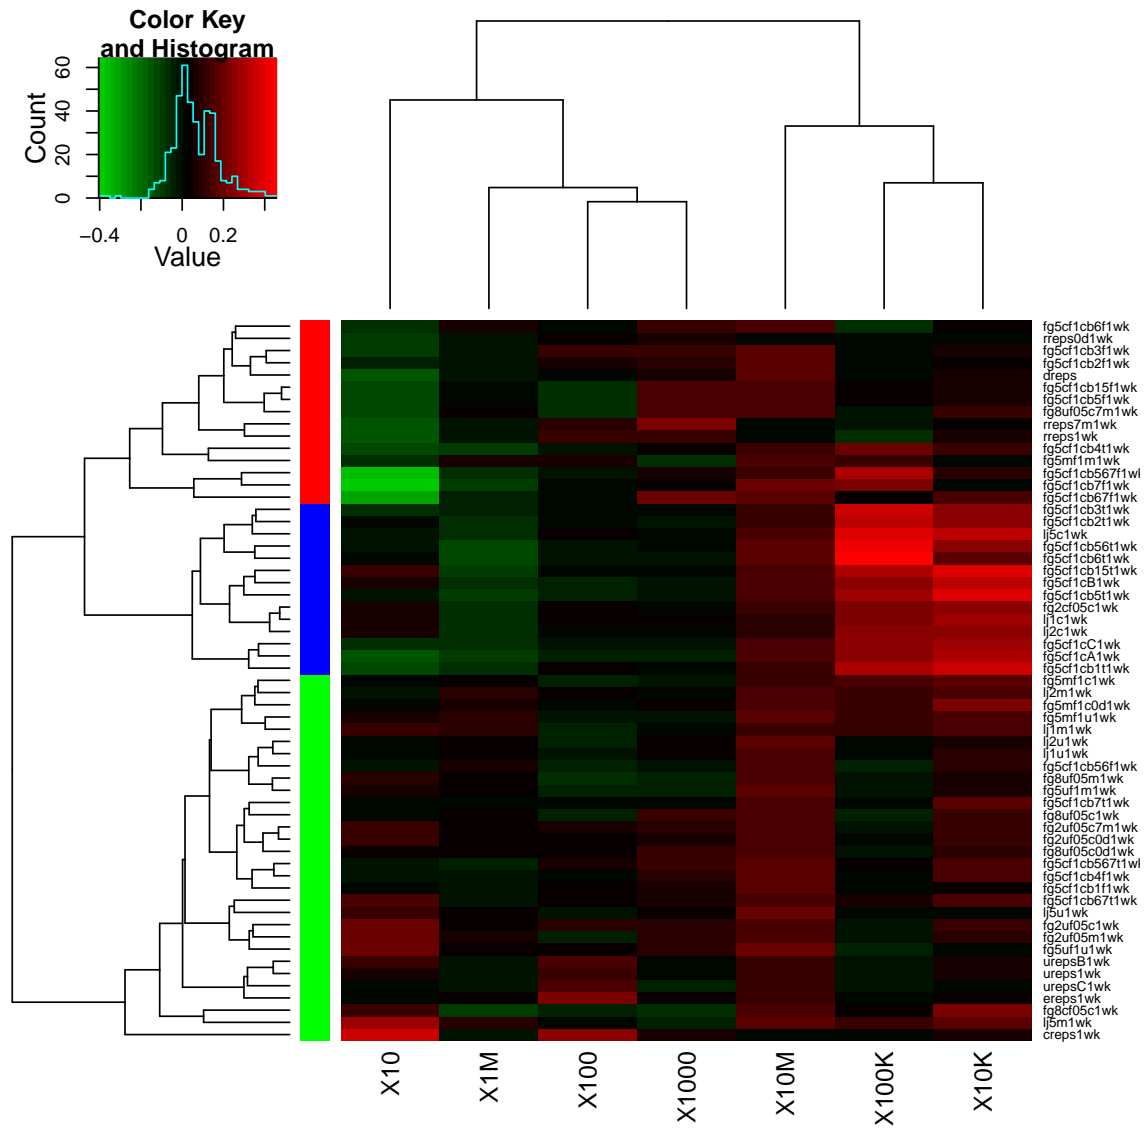 Color Key
and Histogram
Count
0
20
40
60
−0.4
0
0.2
Value
fg5cf1cb6f1wk
rreps0d1wk
fg5cf1cb3f1wk
fg5cf1cb2f1wk
dreps
fg5cf1cb15f1wk
fg5cf1cb5f1wk
fg8uf05c7m1wk
rreps7m1wk
rreps1wk
fg5cf1cb4t1wk
fg5mf1m1wk
fg5cf1cb567f1wk
fg5cf1cb7f1wk
fg5cf1cb67f1wk
fg5cf1cb3t1wk
fg5cf1cb2t1wk
lj5c1wk
fg5cf1cb56t1wk
fg5cf1cb6t1wk
fg5cf1cb15t1wk
fg5cf1cB1wk
fg5cf1cb5t1wk
fg2cf05c1wk
lj1c1wk
lj2c1wk
fg5cf1cC1wk
fg5cf1cA1wk
fg5cf1cb1t1wk
fg5mf1c1wk
lj2m1wk
fg5mf1c0d1wk
fg5mf1u1wk
lj1m1wk
lj2u1wk
lj1u1wk
fg5cf1cb56f1wk
fg8uf05m1wk
fg5uf1m1wk
fg5cf1cb7t1wk
fg8uf05c1wk
fg2uf05c7m1wk
fg2uf05c0d1wk
fg8uf05c0d1wk
fg5cf1cb567t1wk
fg5cf1cb4f1wk
fg5cf1cb1f1wk
fg5cf1cb67t1wk
lj5u1wk
fg2uf05c1wk
fg2uf05m1wk
fg5uf1u1wk
urepsB1wk
ureps1wk
urepsC1wk
ereps1wk
fg8cf05c1wk
lj5m1wk
creps1wk
X10
X1M
X100
X1000
X10M
X100K
X10K